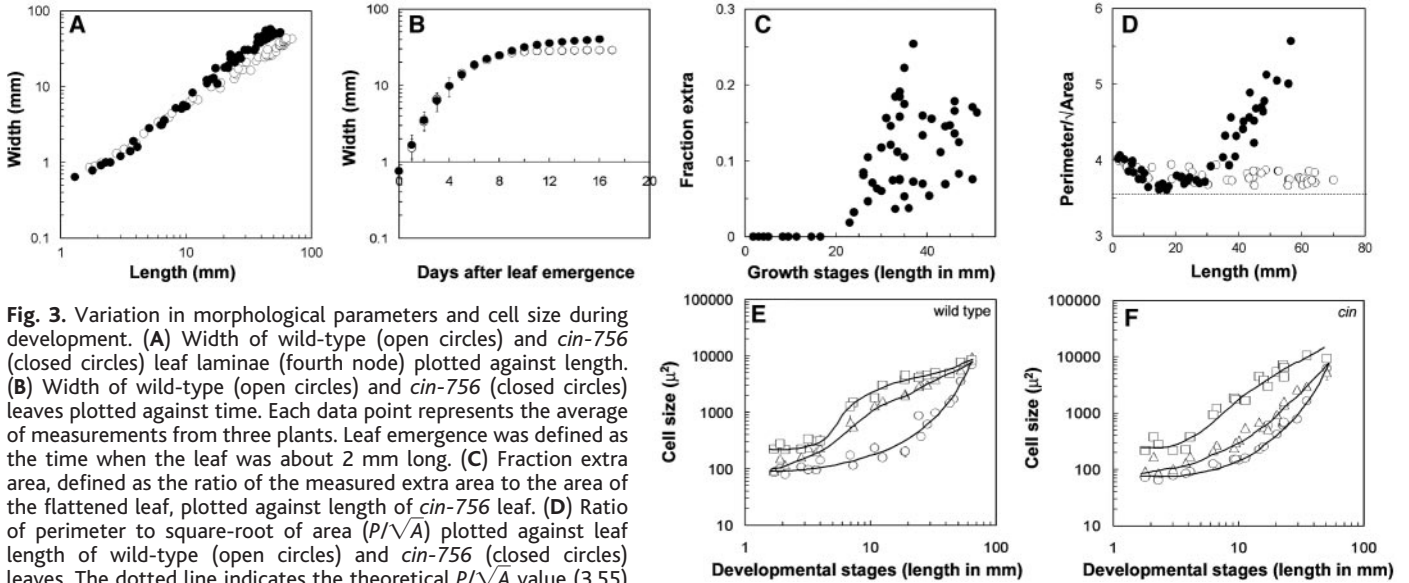 A
Width (mm)
100
10
1
0.1
1
10
100
Length (mm)
B
Width (mm)
100
10
1
0.1
0
4
8
12
16
20
Days after leaf emergence
C
Fraction extra
0.3
0.2
0.1
0
0
20
40
Growth stages (length in mm)
D
Perimeter/√Area
6
5
4
3
0
20
40
60
80
Length (mm)
Fig. 3. Variation in morphological parameters and cell size during
development. (A) Width of wild-type (open circles) and cin-756
(closed circles) leaf laminae (fourth node) plotted against length.
(B) Width of wild-type (open circles) and cin-756 (closed circles)
leaves plotted against time. Each data point represents the average
of measurements from three plants. Leaf emergence was defined as
the time when the leaf was about 2 mm long. (C) Fraction extra
area, defined as the ratio of the measured extra area to the area of
the flattened leaf, plotted against length of cin-756 leaf. (D) Ratio
of perimeter to square-root of area (P/√A) plotted against leaf
length of wild-type (open circles) and cin-756 (closed circles)
leaves. The dotted line indicates the theoretical P/√A value (3.55)
E
wild type
Cell size (μ²)
100000
10000
1000
100
10
1
10
100
Developmental stages (length in mm)
F
cin
Cell size (μ²)
100000
10000
1000
100
10
1
10
100
Developmental stages (length in mm)